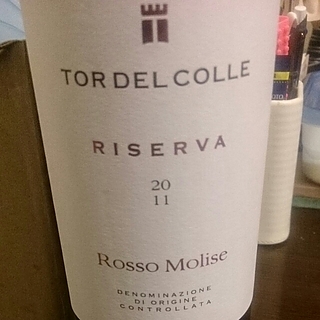 TOR DEL COLLE
RISERVA
20
11
Rosso Molise
DENOMINAZIONE
DI ORIGINE
CONTROLLATA